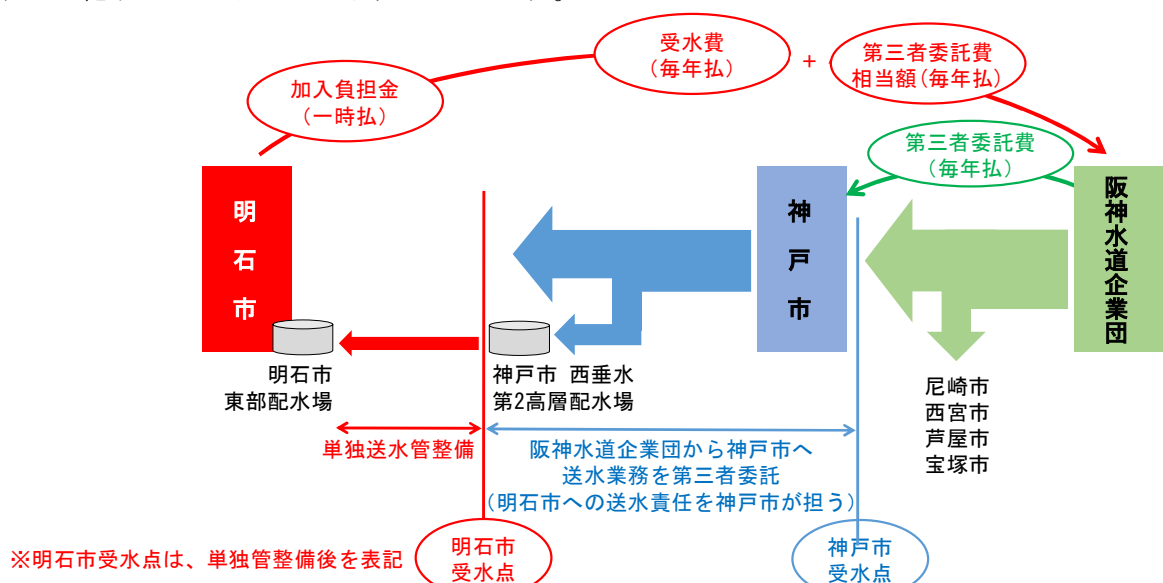 受水費
（毎年払）
+
第三者委託費
相当額（毎年払）
加入負担金
（一時払）
第三者委託費
（毎年払）
明石市
神戸市
阪神水道企業団
明石市
東部配水場
神戸市 西垂水
第2高層配水場
尼崎市
西宮市
芦屋市
宝塚市
単独送水管整備
阪神水道企業団から神戸市へ
送水業務を第三者委託
（明石市への送水責任を神戸市が担う）
※明石市受水点は、単独管整備後を表記
明石市
受水点
神戸市
受水点